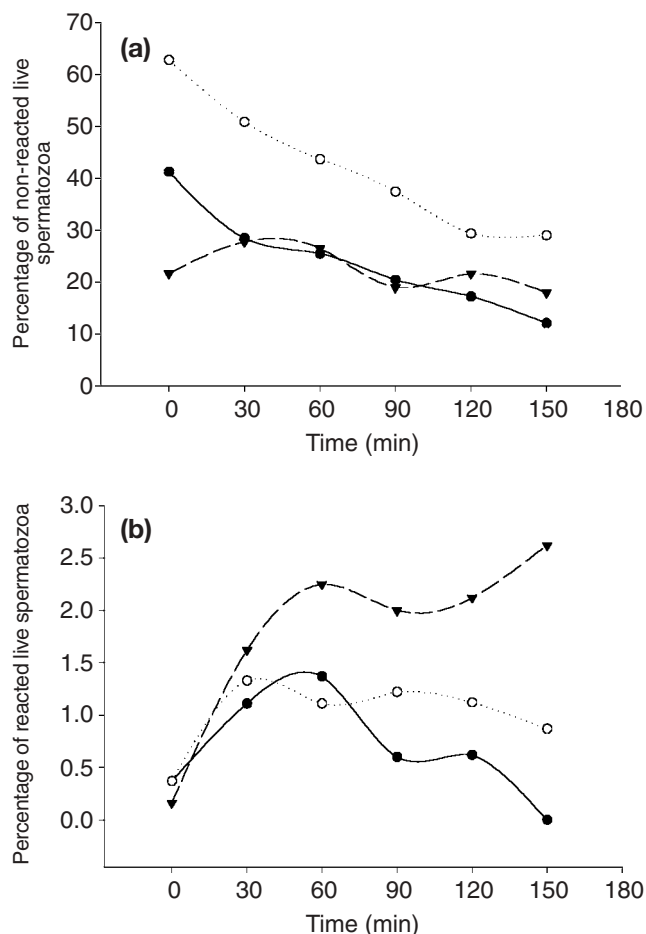 (a)
Percentage of non-reacted live
spermatozoa
70
60
50
40
30
20
10
0
0 30 60 90 120 150 180
Time (min)
(b)
Percentage of reacted live spermatozoa
3.0
2.5
2.0
1.5
1.0
0.5
0.0
0 30 60 90 120 150 180
Time (min)